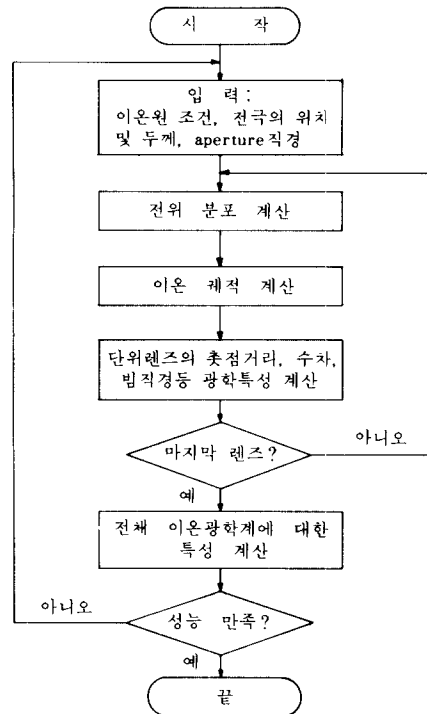 시 작
입 력 :
이온원 조건, 전극의 위치
및 두께, aperture직경
전위 분포 계산
이온 궤적 계산
단위렌즈의 촛점거리, 수차,
빔직경등 광학특성 계산
마지막 렌즈?
아니오
예
전채 이온광학계에 대한
특성 계산
아니오
성능 만족?
예
끝